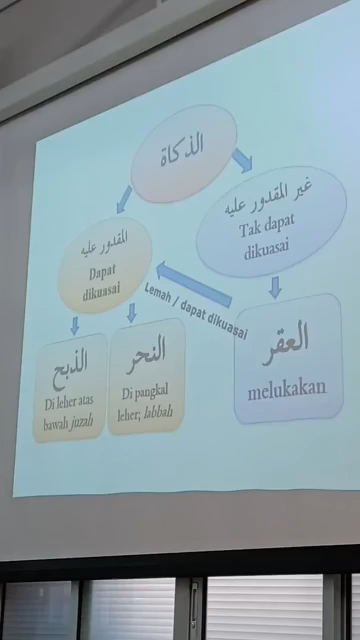 الذكاة
غير المقدور عليه
Tak dapat
dikuasai
المقدور عليه
Dapat
dikuasai
Lemah / dapat dikuasai
الذبح
Di leher atas
bawah juzah
النحر
Di pangkal
leher; labbah
العقر
melukakan